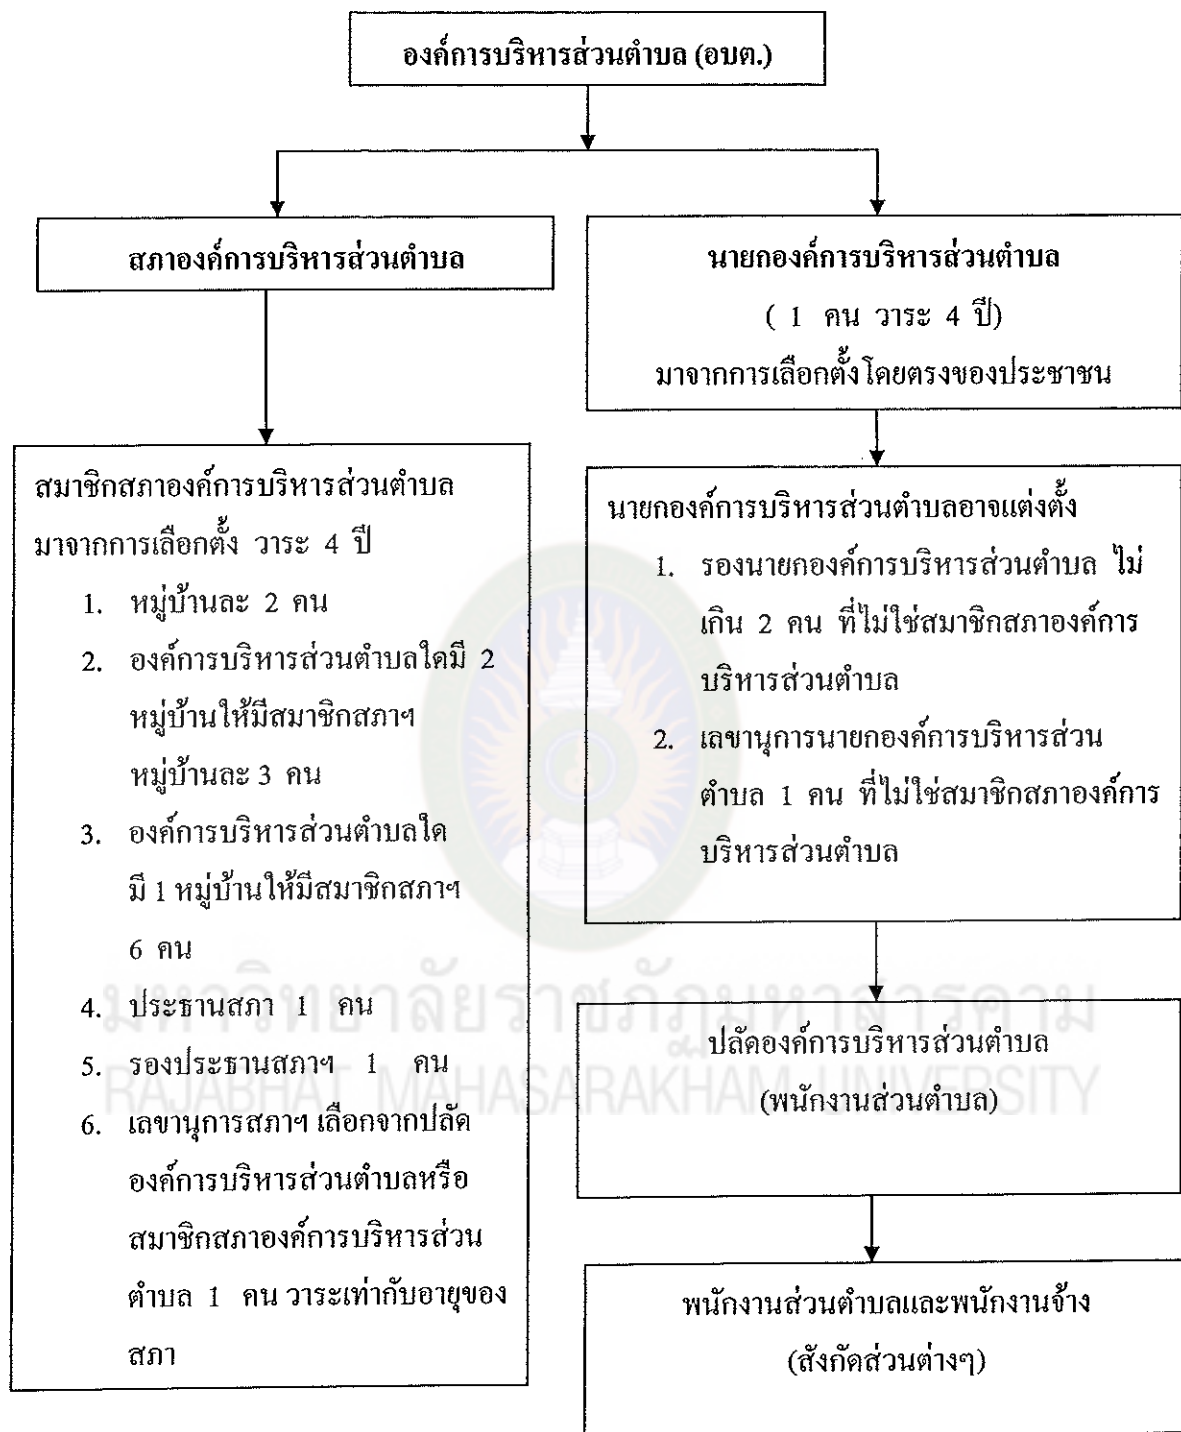 องค์การบริหารส่วนตำบล (อบต.)
สภาองค์การบริหารส่วนตำบล
นายกองค์การบริหารส่วนตำบล
( 1 คน วาระ 4 ปี)
มาจากการเลือกตั้งโดยตรงของประชาชน
สมาชิกสภาองค์การบริหารส่วนตำบล
มาจากการเลือกตั้ง วาระ 4 ปี
1. หมู่บ้านละ 2 คน
2. องค์การบริหารส่วนตำบลใดมี 2
หมู่บ้านให้มีสมาชิกสภาฯ
หมู่บ้านละ 3 คน
3. องค์การบริหารส่วนตำบลใด
มี 1 หมู่บ้านให้มีสมาชิกสภาฯ
6 คน
4. ประธานสภา 1 คน
5. รองประธานสภาฯ 1 คน
6. เลขานุการสภาฯ เลือกจากปลัด
องค์การบริหารส่วนตำบลหรือ
สมาชิกสภาองค์การบริหารส่วน
ตำบล 1 คน วาระเท่ากับอายุของ
สภา
นายกองค์การบริหารส่วนตำบลอาจแต่งตั้ง
1. รองนายกองค์การบริหารส่วนตำบล ไม่
เกิน 2 คน ที่ไม่ใช่สมาชิกสภาองค์การ
บริหารส่วนตำบล
2. เลขานุการนายกองค์การบริหารส่วน
ตำบล 1 คน ที่ไม่ใช่สมาชิกสภาองค์การ
บริหารส่วนตำบล
ปลัดองค์การบริหารส่วนตำบล
(พนักงานส่วนตำบล)
พนักงานส่วนตำบลและพนักงานจ้าง
(สังกัดส่วนต่างๆ)
มหาวิทยาลัยราชภัฏมหาสารคาม
RAJABHAT MAHASARAKHAM UNIVERSITY